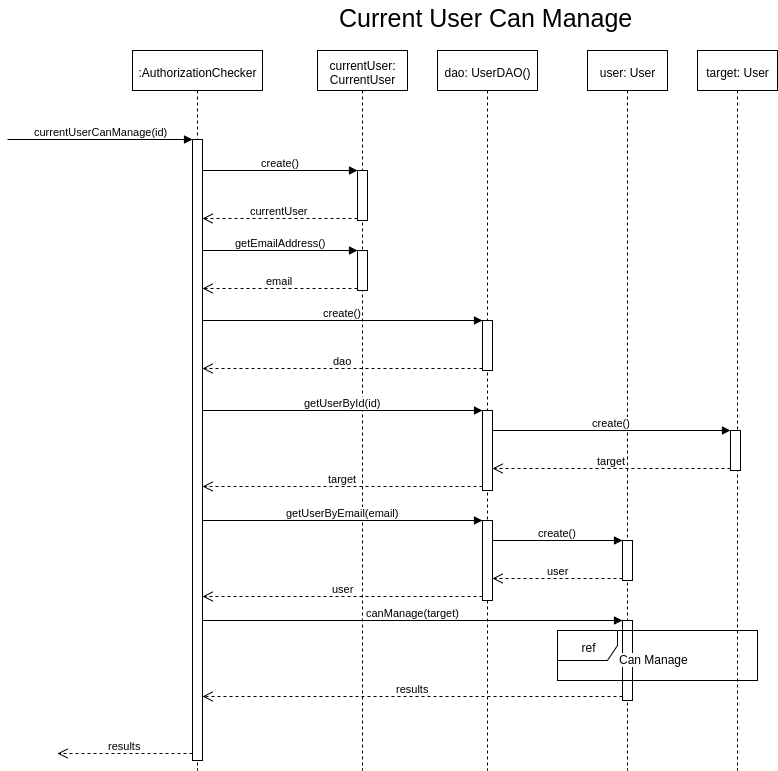 Current User Can Manage
:AuthorizationChecker
currentUser:
CurrentUser
dao: UserDAO()
user: User
target: User
currentUserCanManage(id)
create()
currentUser
getEmailAddress()
email
create()
dao
getUserById(id)
create()
target
target
getUserByEmail(email)
create()
user
user
canManage(target)
ref
Can Manage
results
results